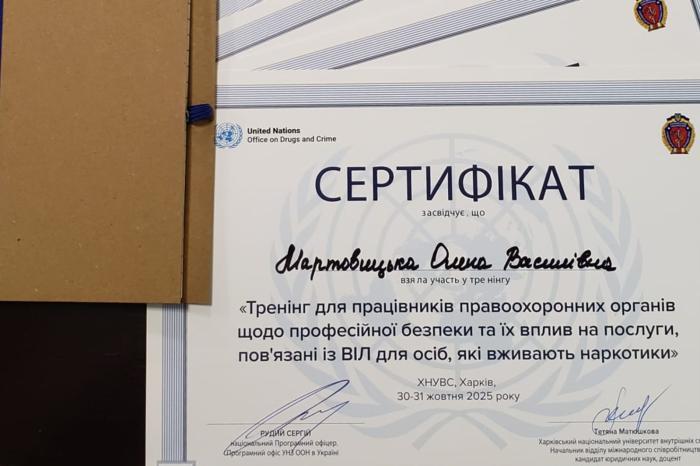 United Nations
Office on Drugs and Crime
СЕРТИФІКАТ
засвідчує, що
Мартовицька Олена Василівна
взяла участь у тренінгу
«Тренінг для працівників правоохоронних органів
щодо професійної безпеки та їх вплив на послуги,
пов'язані із ВІЛ для осіб, які вживають наркотики»
ХНУВС, Харків,
30-31 жовтня 2025 року
РУДИЙ СЕРГІЙ
національний Програмний офіцер,
Програмний офіс УНЗ ООН в Україні
Тетяна Матюшкова
Харківський національний університет внутрішніх с
Начальник відділу міжнародного співробітництв
кандидат юридичних наук, доцент